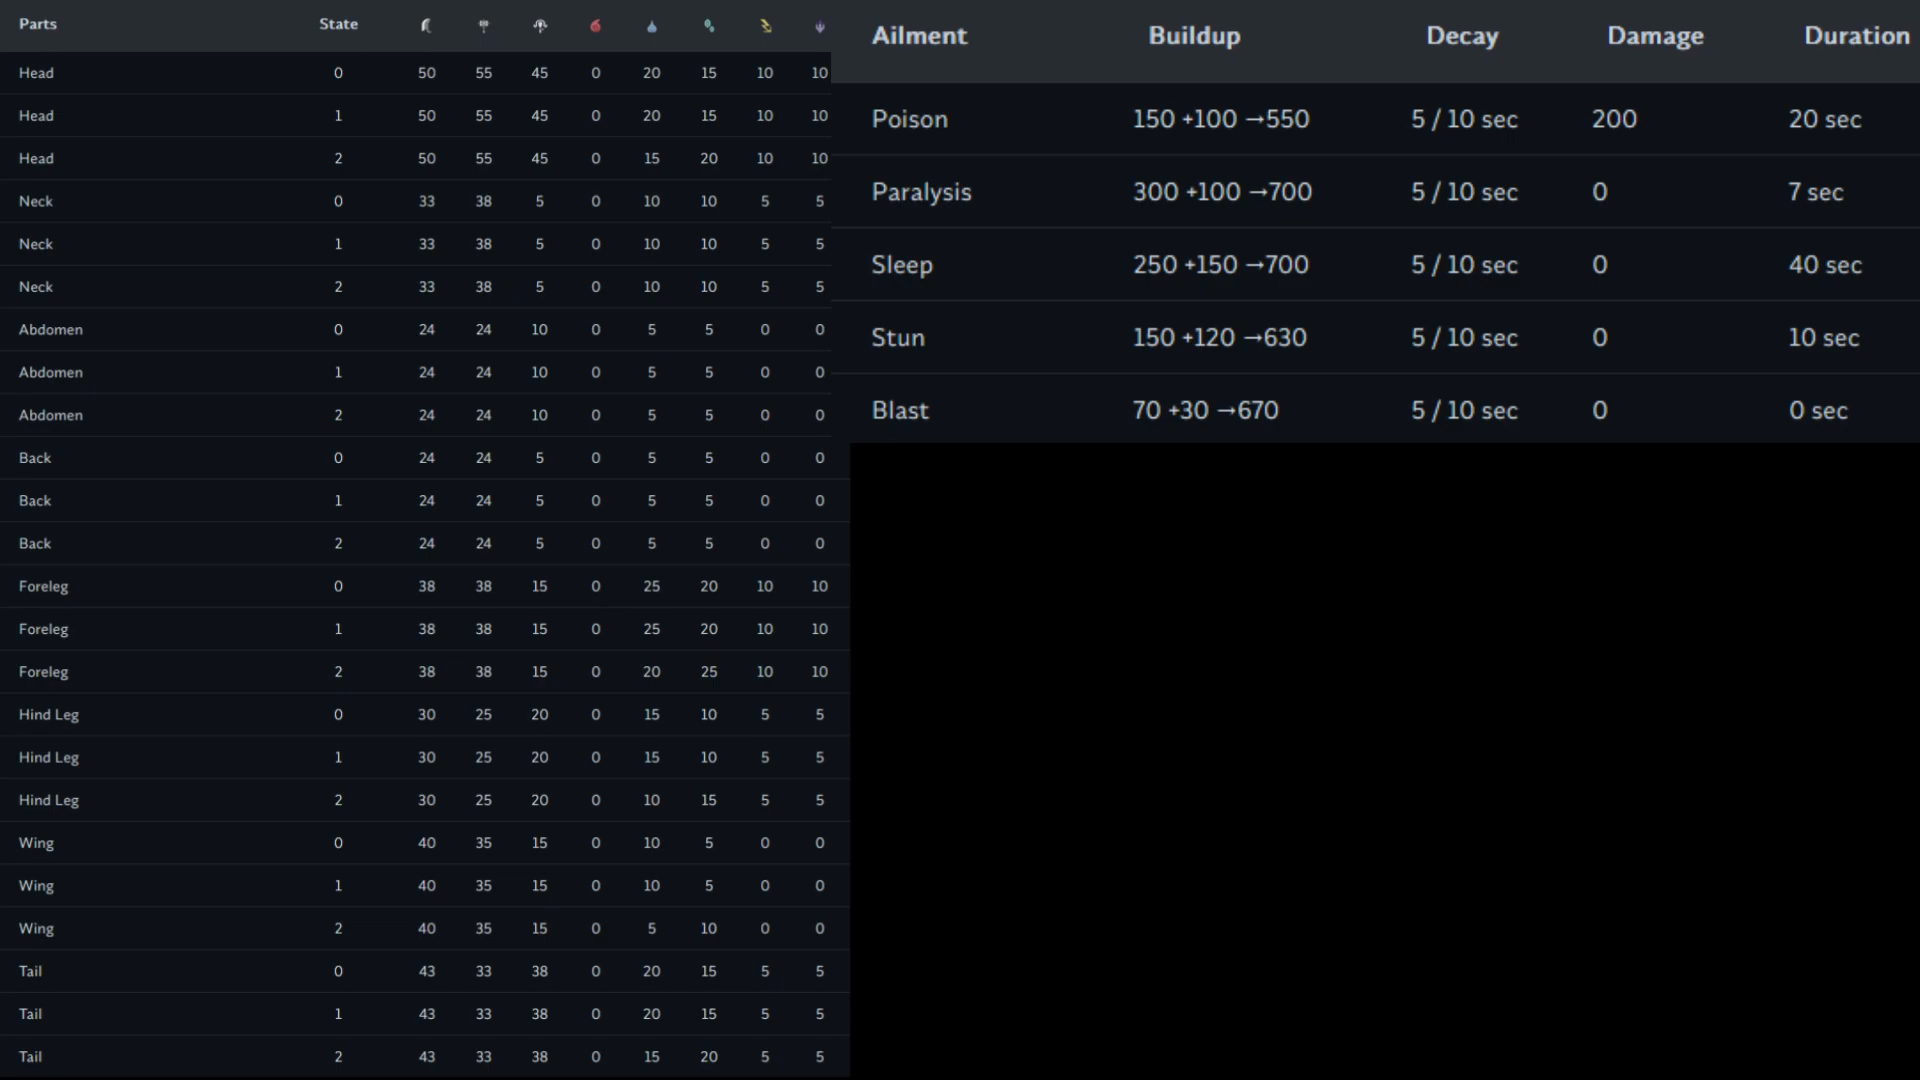 Parts State
Head 0 50 55 45 0 20 15 10 10
Head 1 50 55 45 0 20 15 10 10
Head 2 50 55 45 0 15 20 10 10
Neck 0 33 38 5 0 10 10 5 5
Neck 1 33 38 5 0 10 10 5 5
Neck 2 33 38 5 0 10 10 5 5
Abdomen 0 24 24 10 0 5 5 0 0
Abdomen 1 24 24 10 0 5 5 0 0
Abdomen 2 24 24 10 0 5 5 0 0
Back 0 24 24 5 0 5 5 0 0
Back 1 24 24 5 0 5 5 0 0
Back 2 24 24 5 0 5 5 0 0
Foreleg 0 38 38 15 0 25 20 10 10
Foreleg 1 38 38 15 0 25 20 10 10
Foreleg 2 38 38 15 0 20 25 10 10
Hind Leg 0 30 25 20 0 15 10 5 5
Hind Leg 1 30 25 20 0 15 10 5 5
Hind Leg 2 30 25 20 0 10 15 5 5
Wing 0 40 35 15 0 10 5 0 0
Wing 1 40 35 15 0 10 5 0 0
Wing 2 40 35 15 0 5 10 0 0
Tail 0 43 33 38 0 20 15 5 5
Tail 1 43 33 38 0 20 15 5 5
Tail 2 43 33 38 0 15 20 5 5
Ailment Buildup Decay Damage Duration
Poison 150 +100 →550 5 / 10 sec 200 20 sec
Paralysis 300 +100 →700 5 / 10 sec 0 7 sec
Sleep 250 +150 →700 5 / 10 sec 0 40 sec
Stun 150 +120 →630 5 / 10 sec 0 10 sec
Blast 70 +30 →670 5 / 10 sec 0 0 sec